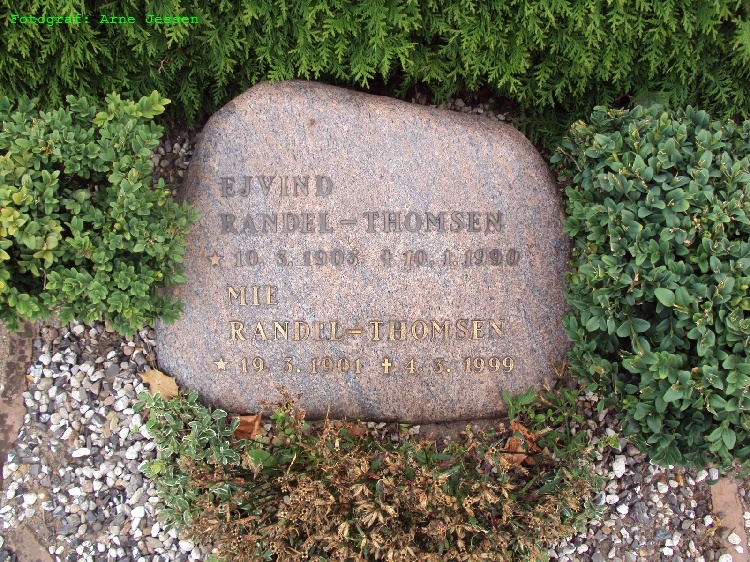 Fotograf: Arne Jessen
EJVIND
RANDEL-THOMSEN
★ 10. 3. 1903 ✝ 10. 1. 1990
MIE
RANDEL-THOMSEN
★ 19. 3. 1901 ✝ 4. 3. 1999